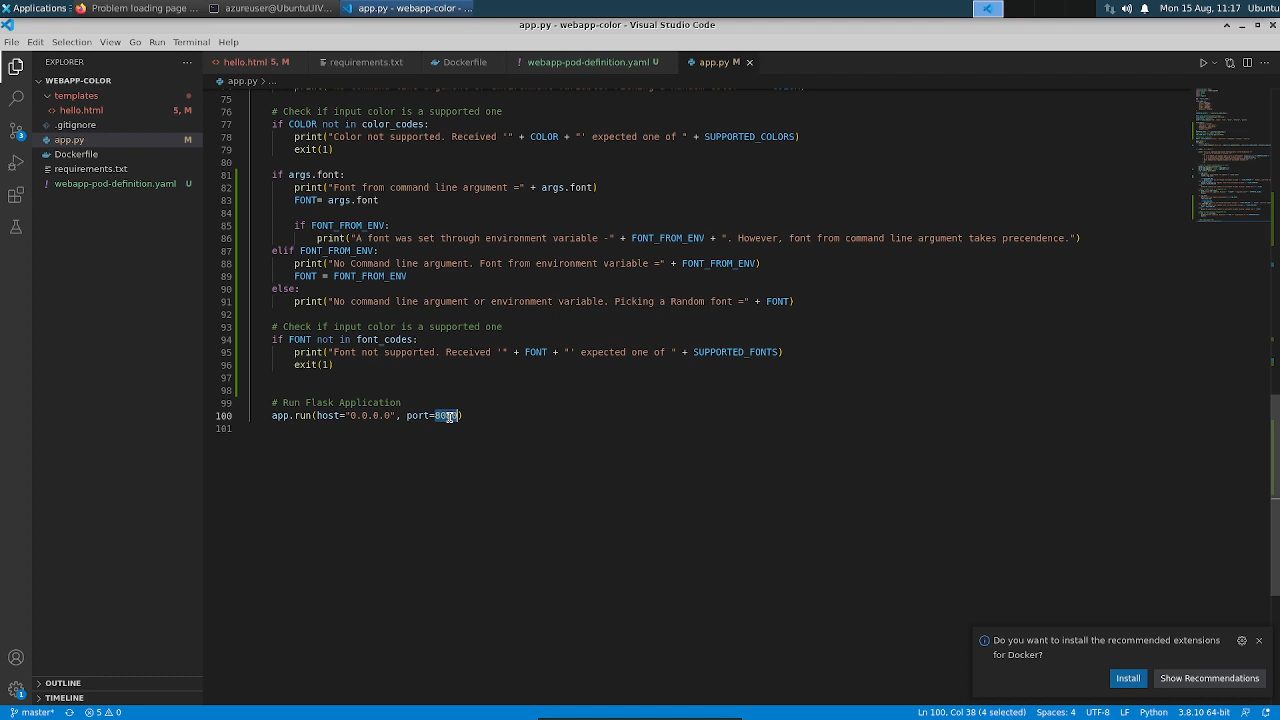 Applications
Problem loading page ...
azureuser@UbuntuUIV...
app.py - webapp-color - ...
Mon 15 Aug, 11:17 Ubuntu
app.py - webapp-color - Visual Studio Code
File Edit Selection View Go Run Terminal Help
EXPLORER
hello.html 5, M
requirements.txt
Dockerfile
webapp-pod-definition.yaml U
app.py M
WEBAPP-COLOR
app.py > ...
templates
hello.html 5, M
.gitignore
app.py M
Dockerfile
requirements.txt
webapp-pod-definition.yaml U
75
76 # Check if input color is a supported one
77 if COLOR not in color_codes:
78 print("Color not supported. Received '" + COLOR + "' expected one of " + SUPPORTED_COLORS)
79 exit(1)
80
81 if args.font:
82 print("Font from command line argument =" + args.font)
83 FONT= args.font
84
85 if FONT_FROM_ENV:
86 print("A font was set through environment variable -" + FONT_FROM_ENV + ". However, font from command line argument takes precendence.")
87 elif FONT_FROM_ENV:
88 print("No Command line argument. Font from environment variable =" + FONT_FROM_ENV)
89 FONT = FONT_FROM_ENV
90 else:
91 print("No command line argument or environment variable. Picking a Random font =" + FONT)
92
93 # Check if input color is a supported one
94 if FONT not in font_codes:
95 print("Font not supported. Received '" + FONT + "' expected one of " + SUPPORTED_FONTS)
96 exit(1)
97
98
99 # Run Flask Application
100 app.run(host="0.0.0.0", port=8080)
101
Do you want to install the recommended extensions
for Docker?
Install
Show Recommendations
OUTLINE
TIMELINE
master*
5 0
Ln 100, Col 38 (4 selected) Spaces: 4 UTF-8 LF Python 3.8.10 64-bit